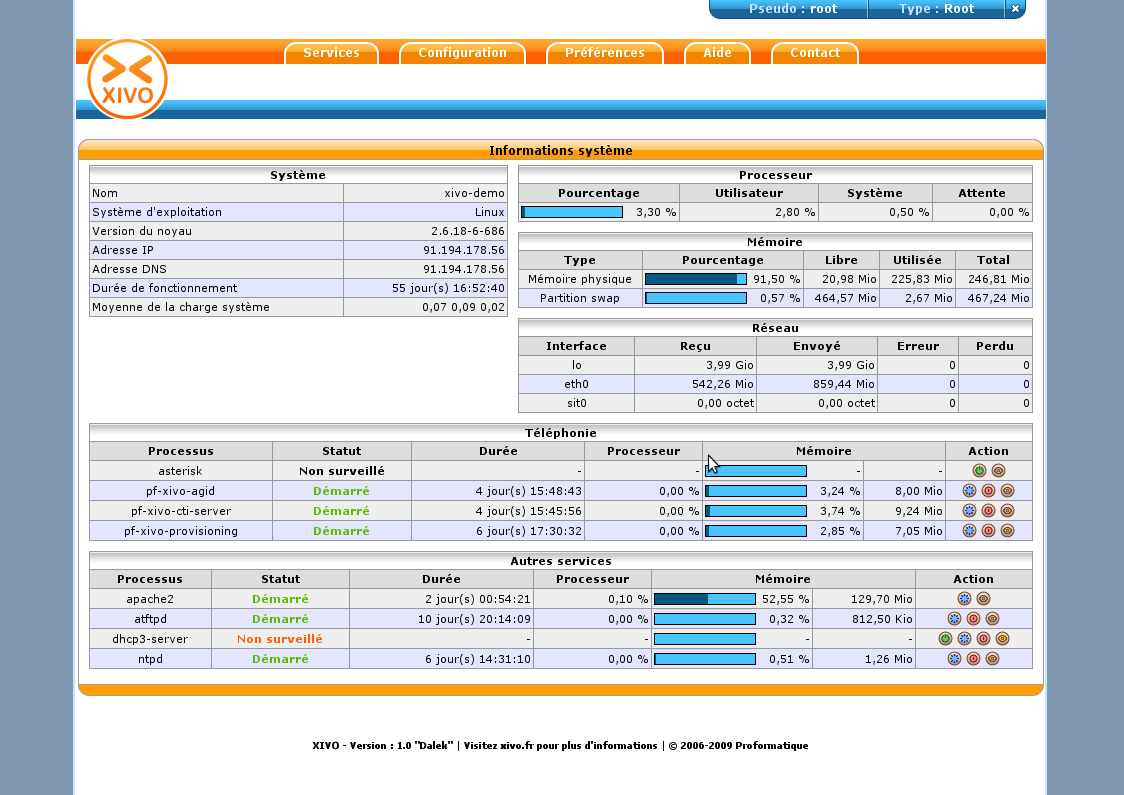 Pseudo : root Type : Root ×
Services Configuration Préférences Aide Contact
XIVO
Informations système
Système
Nom xivo-demo
Système d'exploitation Linux
Version du noyau 2.6.18-6-686
Adresse IP 91.194.178.56
Adresse DNS 91.194.178.56
Durée de fonctionnement 55 jour(s) 16:52:40
Moyenne de la charge système 0,07 0,09 0,02
Processeur
Pourcentage Utilisateur Système Attente
3,30 % 2,80 % 0,50 % 0,00 %
Mémoire
Type Pourcentage Libre Utilisée Total
Mémoire physique 91,50 % 20,98 Mio 225,83 Mio 246,81 Mio
Partition swap 0,57 % 464,57 Mio 2,67 Mio 467,24 Mio
Réseau
Interface Reçu Envoyé Erreur Perdu
lo 3,99 Gio 3,99 Gio 0 0
eth0 542,26 Mio 859,44 Mio 0 0
sit0 0,00 octet 0,00 octet 0 0
Téléphonie
Processus Statut Durée Processeur Mémoire Action
asterisk Non surveillé - - - -
pf-xivo-agid Démarré 4 jour(s) 15:48:43 0,00 % 3,24 % 8,00 Mio
pf-xivo-cti-server Démarré 4 jour(s) 15:45:56 0,00 % 3,74 % 9,24 Mio
pf-xivo-provisioning Démarré 6 jour(s) 17:30:32 0,00 % 2,85 % 7,05 Mio
Autres services
Processus Statut Durée Processeur Mémoire Action
apache2 Démarré 2 jour(s) 00:54:21 0,10 % 52,55 % 129,70 Mio
atftpd Démarré 10 jour(s) 20:14:09 0,00 % 0,32 % 812,50 Kio
dhcp3-server Non surveillé - - - -
ntpd Démarré 6 jour(s) 14:31:10 0,00 % 0,51 % 1,26 Mio
XIVO - Version : 1.0 "Dalek" | Visitez xivo.fr pour plus d'informations | © 2006-2009 Proformatique